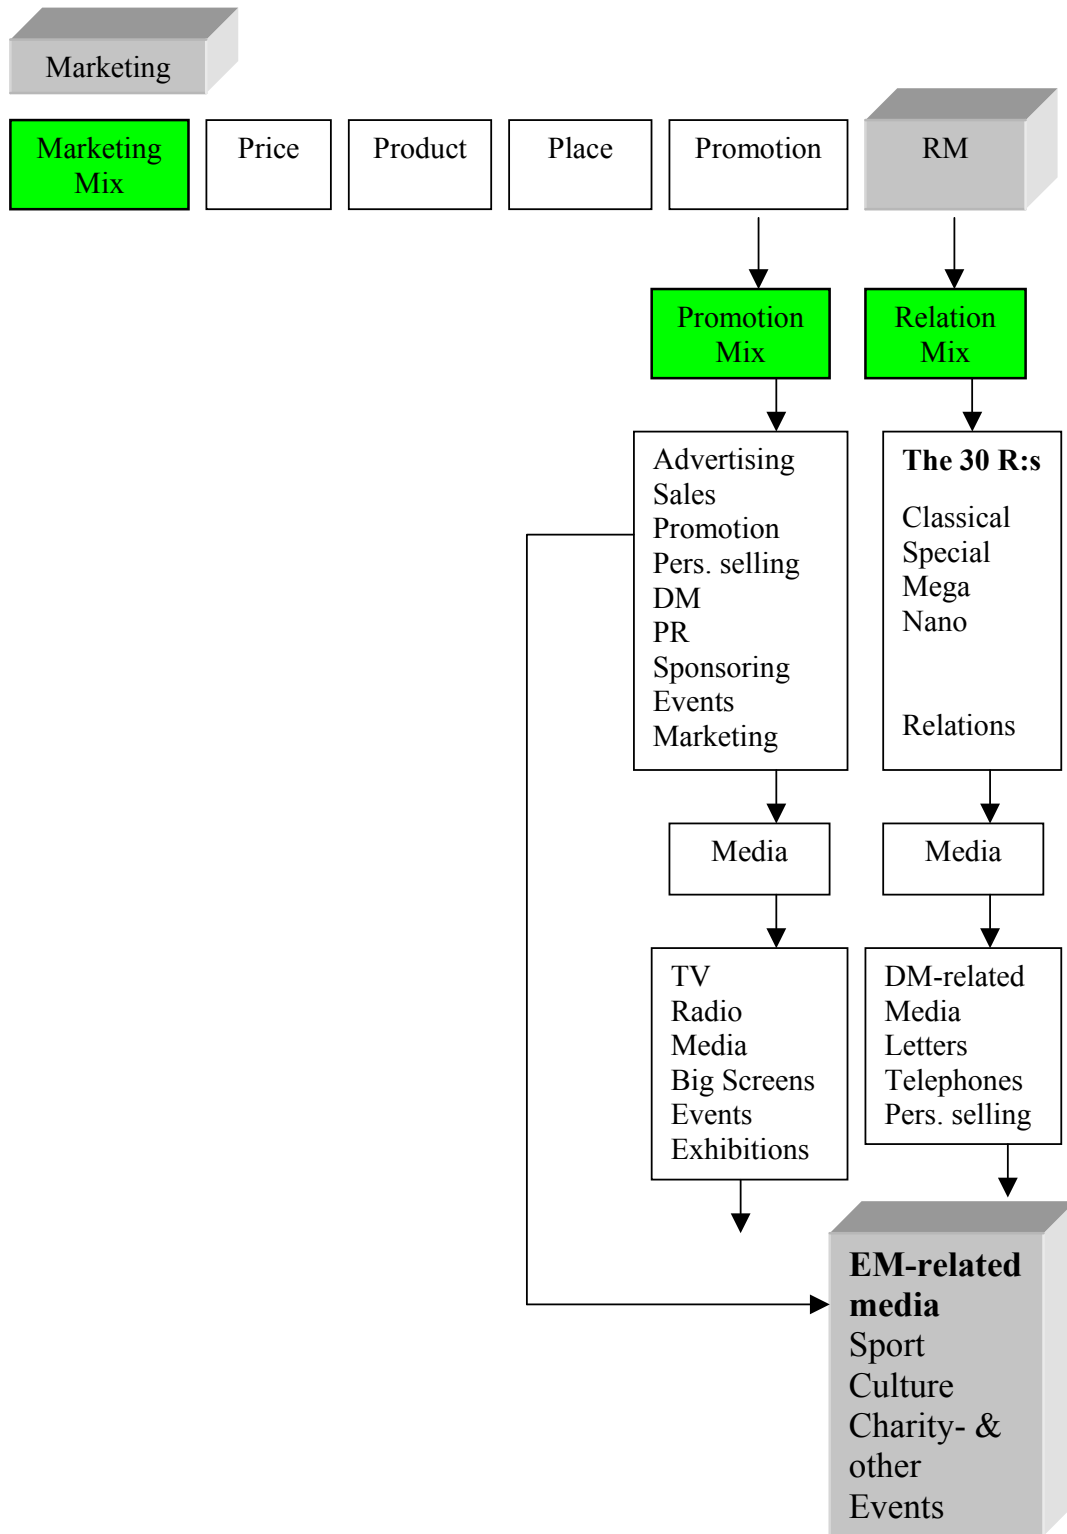 Marketing
Marketing
Mix
Price
Product
Place
Promotion
RM
Promotion
Mix
Relation
Mix
Advertising
Sales
Promotion
Pers. selling
DM
PR
Sponsoring
Events
Marketing
The 30 R:s
Classical
Special
Mega
Nano
Relations
Media
Media
TV
Radio
Media
Big Screens
Events
Exhibitions
DM-related
Media
Letters
Telephones
Pers. selling
EM-related
media
Sport
Culture
Charity- &
other
Events